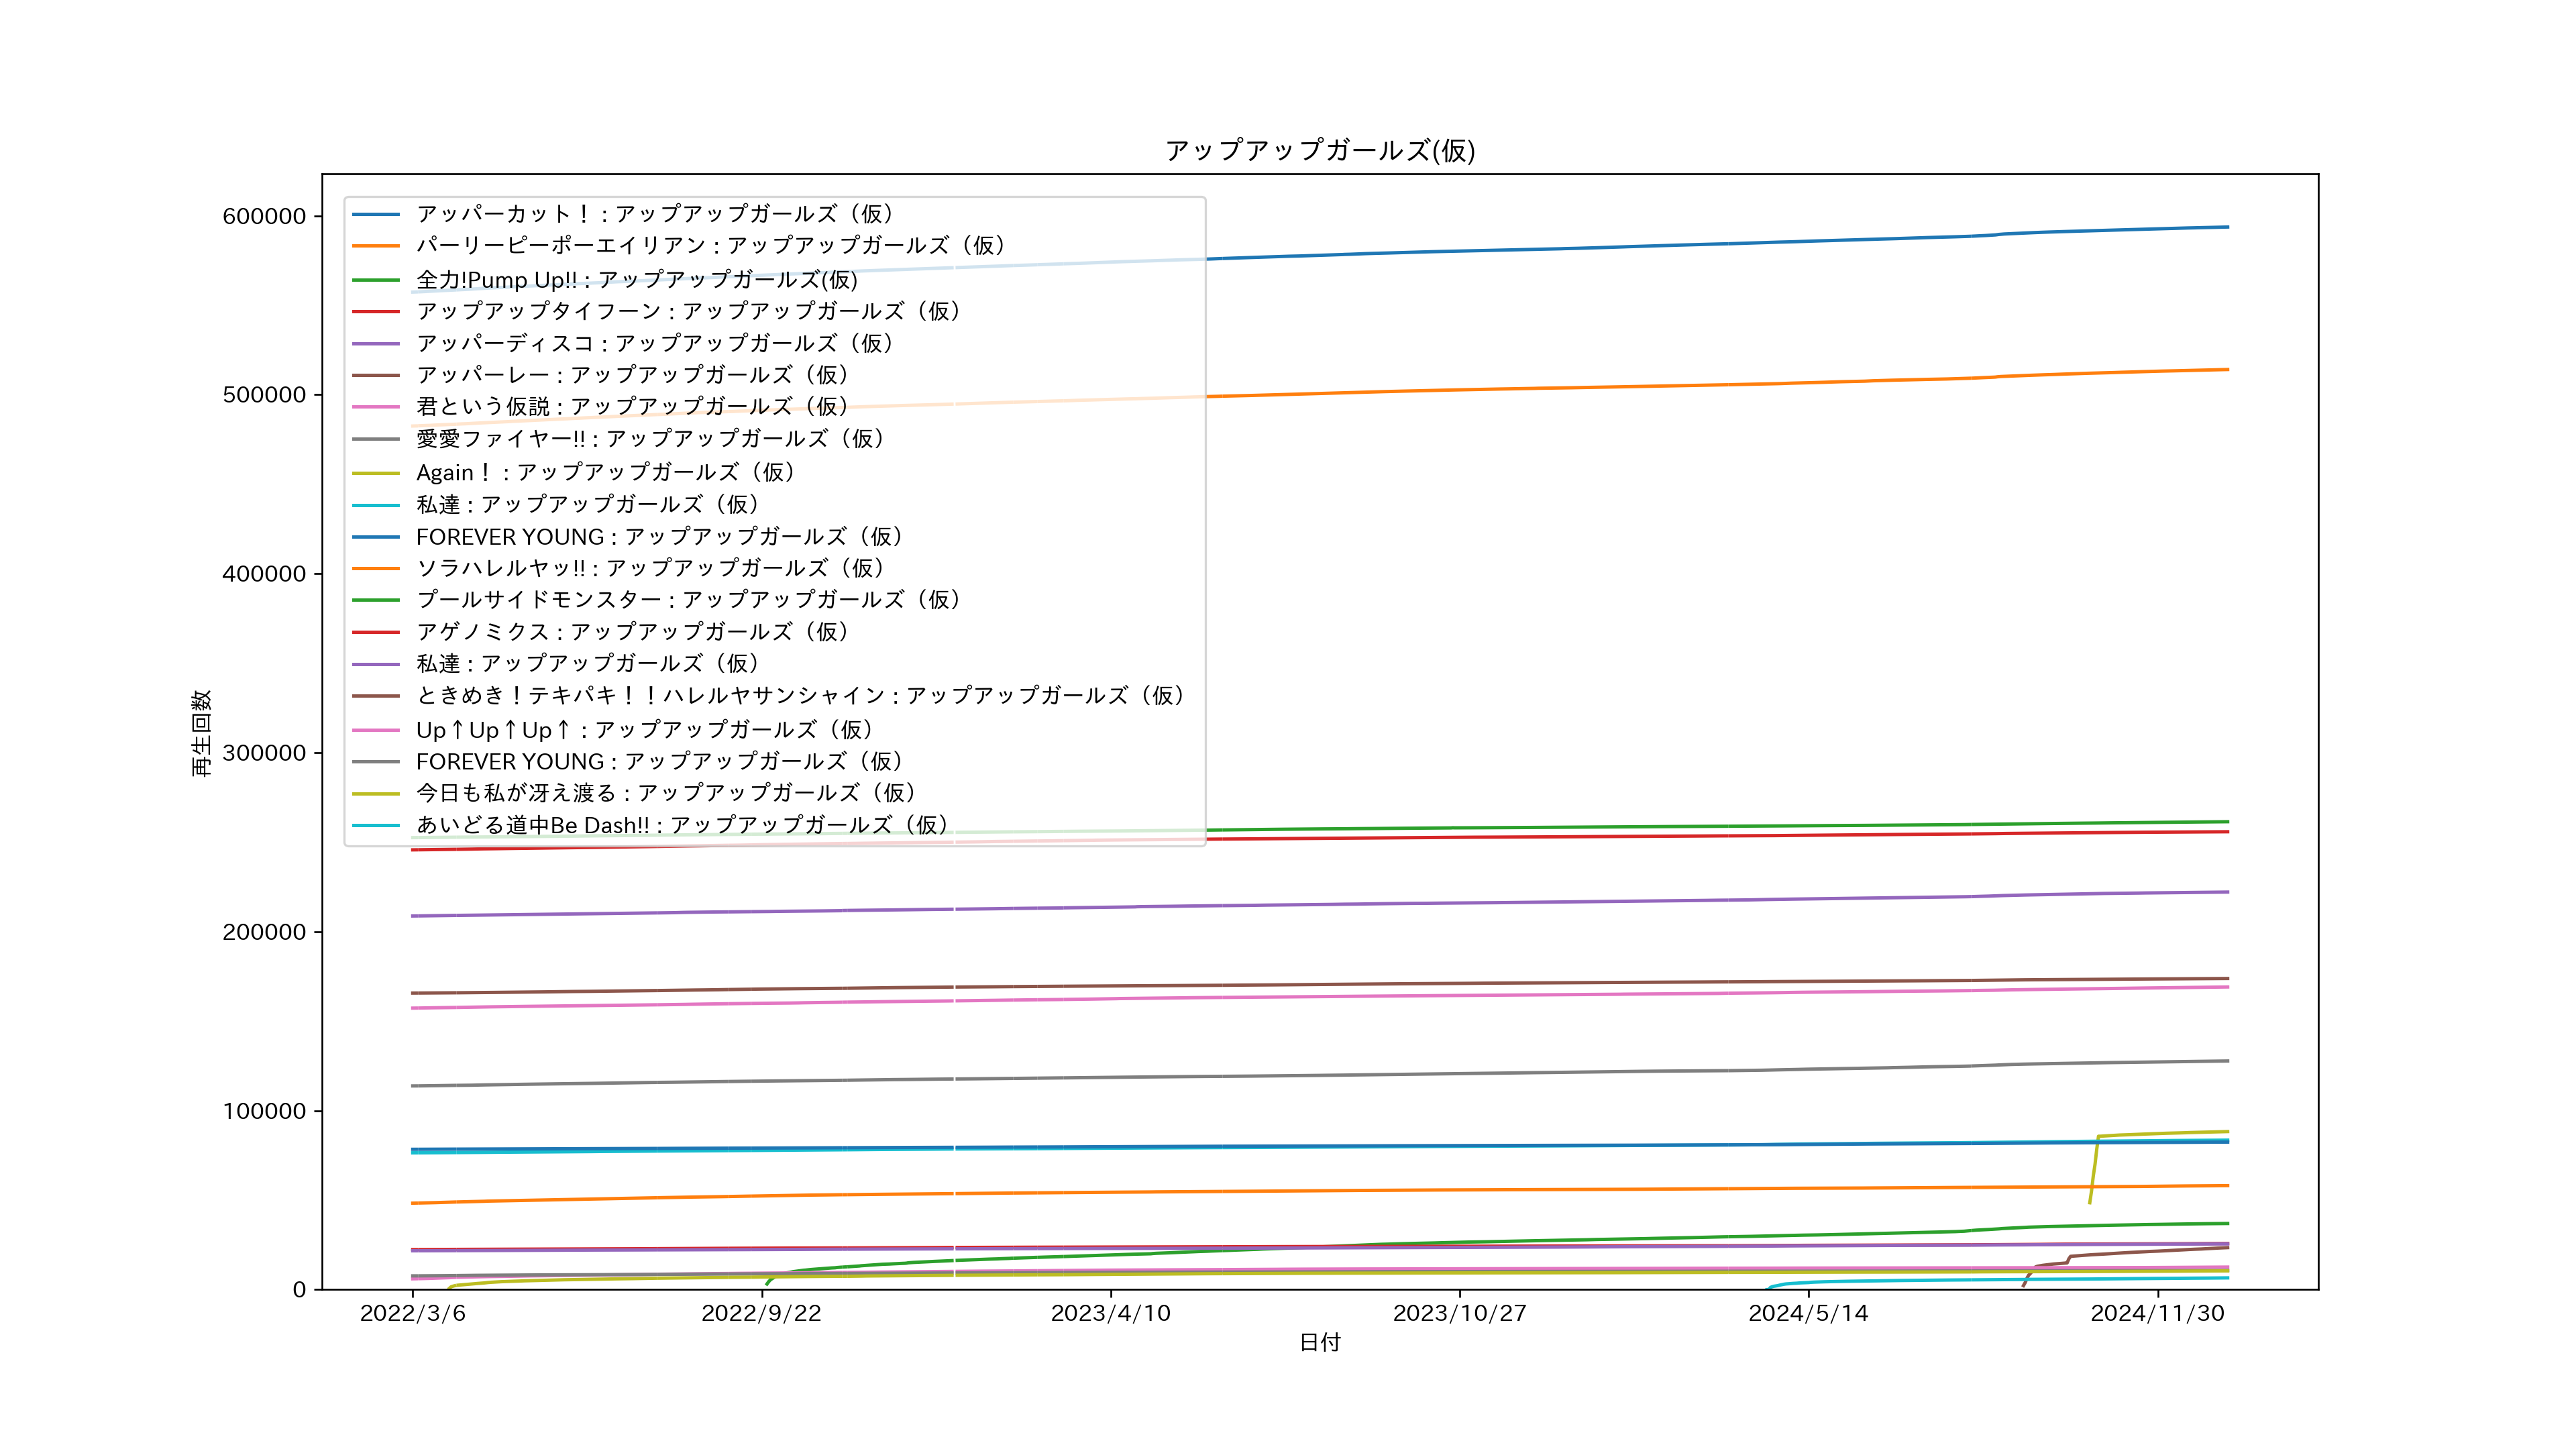 アップアップガールズ(仮)
600000
500000
400000
300000
200000
100000
0
再生回数
アッパーカット！ : アップアップガールズ（仮）
パーリーピーポーエイリアン : アップアップガールズ（仮）
全力!Pump Up!! : アップアップガールズ(仮)
アップアップタイフーン : アップアップガールズ（仮）
アッパーディスコ : アップアップガールズ（仮）
アッパーレー : アップアップガールズ（仮）
君という仮説 : アップアップガールズ（仮）
愛愛ファイヤー!! : アップアップガールズ（仮）
Again！ : アップアップガールズ（仮）
私達 : アップアップガールズ（仮）
FOREVER YOUNG : アップアップガールズ（仮）
ソラハレルヤッ!! : アップアップガールズ（仮）
プールサイドモンスター : アップアップガールズ（仮）
アゲノミクス : アップアップガールズ（仮）
私達 : アップアップガールズ（仮）
ときめき！テキパキ！！ハレルヤサンシャイン : アップアップガールズ（仮）
Up↑Up↑Up↑ : アップアップガールズ（仮）
FOREVER YOUNG : アップアップガールズ（仮）
今日も私が冴え渡る : アップアップガールズ（仮）
あいどる道中Be Dash!! : アップアップガールズ（仮）
2022/3/6 2022/9/22 2023/4/10 2023/10/27 2024/5/14 2024/11/30
日付